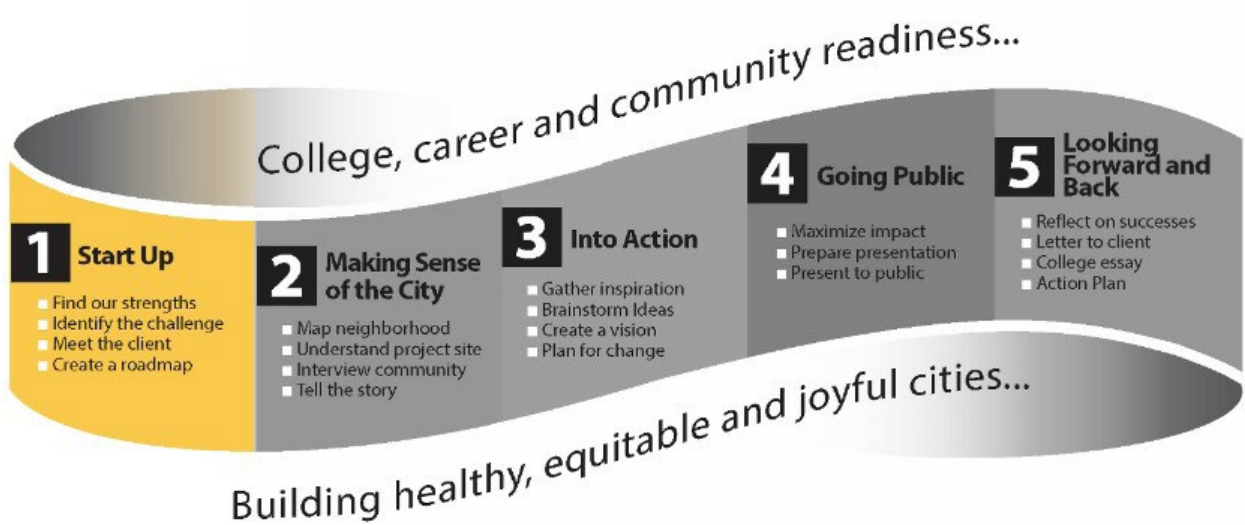 College, career and community readiness...
1
Start Up
Find our strengths
Identify the challenge
Meet the client
Create a roadmap
2
Making Sense
of the City
Map neighborhood
Understand project site
Interview community
Tell the story
3
Into Action
Gather inspiration
Brainstorm Ideas
Create a vision
Plan for change
4
Going Public
Maximize impact
Prepare presentation
Present to public
5
Looking
Forward and
Back
Reflect on successes
Letter to client
College essay
Action Plan
Building healthy, equitable and joyful cities...